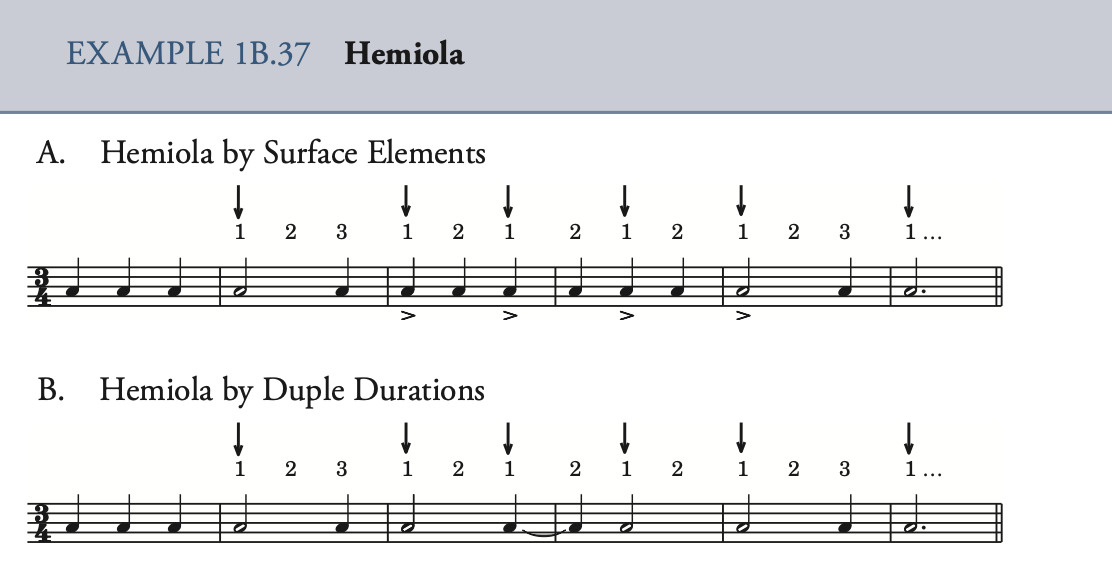 EXAMPLE 1B.37 Hemiola
A. Hemiola by Surface Elements
1 2 3 1 2 1 2 1 2 1 2 3 1 ...
3
4
B. Hemiola by Duple Durations
1 2 3 1 2 1 2 1 2 1 2 3 1 ...
3
4